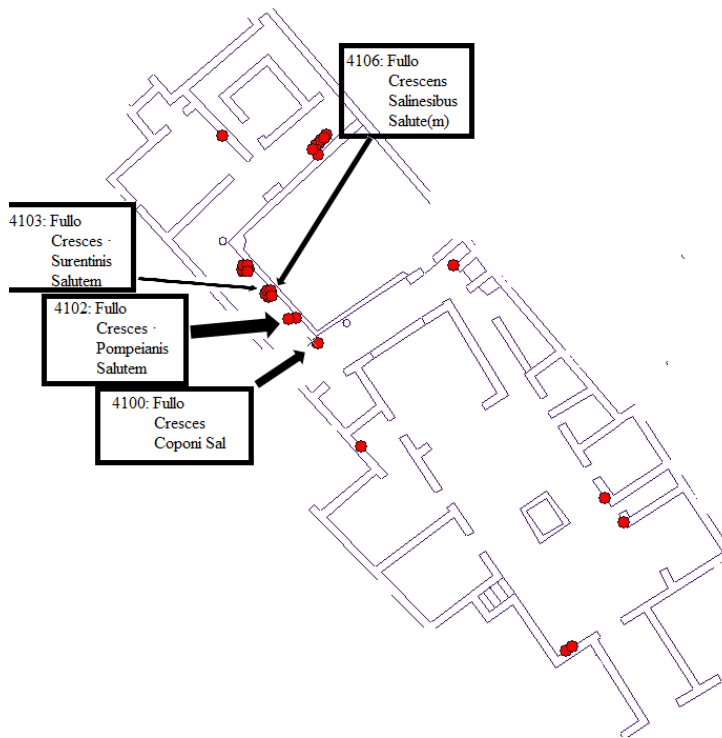 4106: Fullo
Crescens
Salinesibus
Salute(m)
4103: Fullo
Cresces ·
Surentinis
Salutem
4102: Fullo
Cresces ·
Pompeianis
Salutem
4100: Fullo
Cresces
Coponi Sal